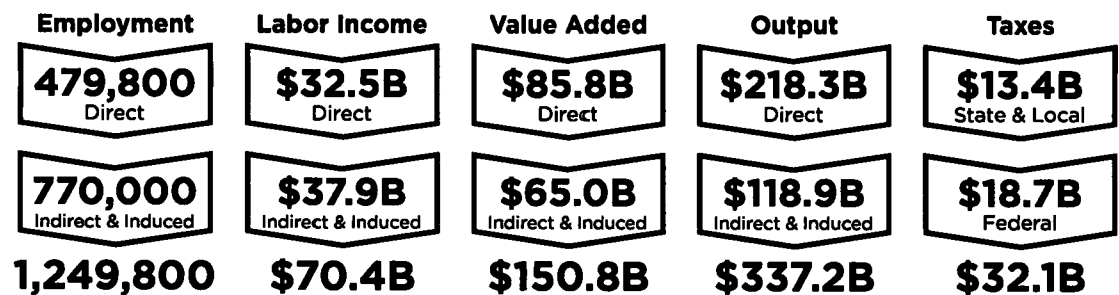 Employment Labor Income Value Added Output Taxes
479,800 $32.5B $85.8B $218.3B $13.4B
Direct Direct Direct Direct State & Local
770,000 $37.9B $65.0B $118.9B $18.7B
Indirect & Induced Indirect & Induced Indirect & Induced Indirect & Induced Federal
1,249,800 $70.4B $150.8B $337.2B $32.1B